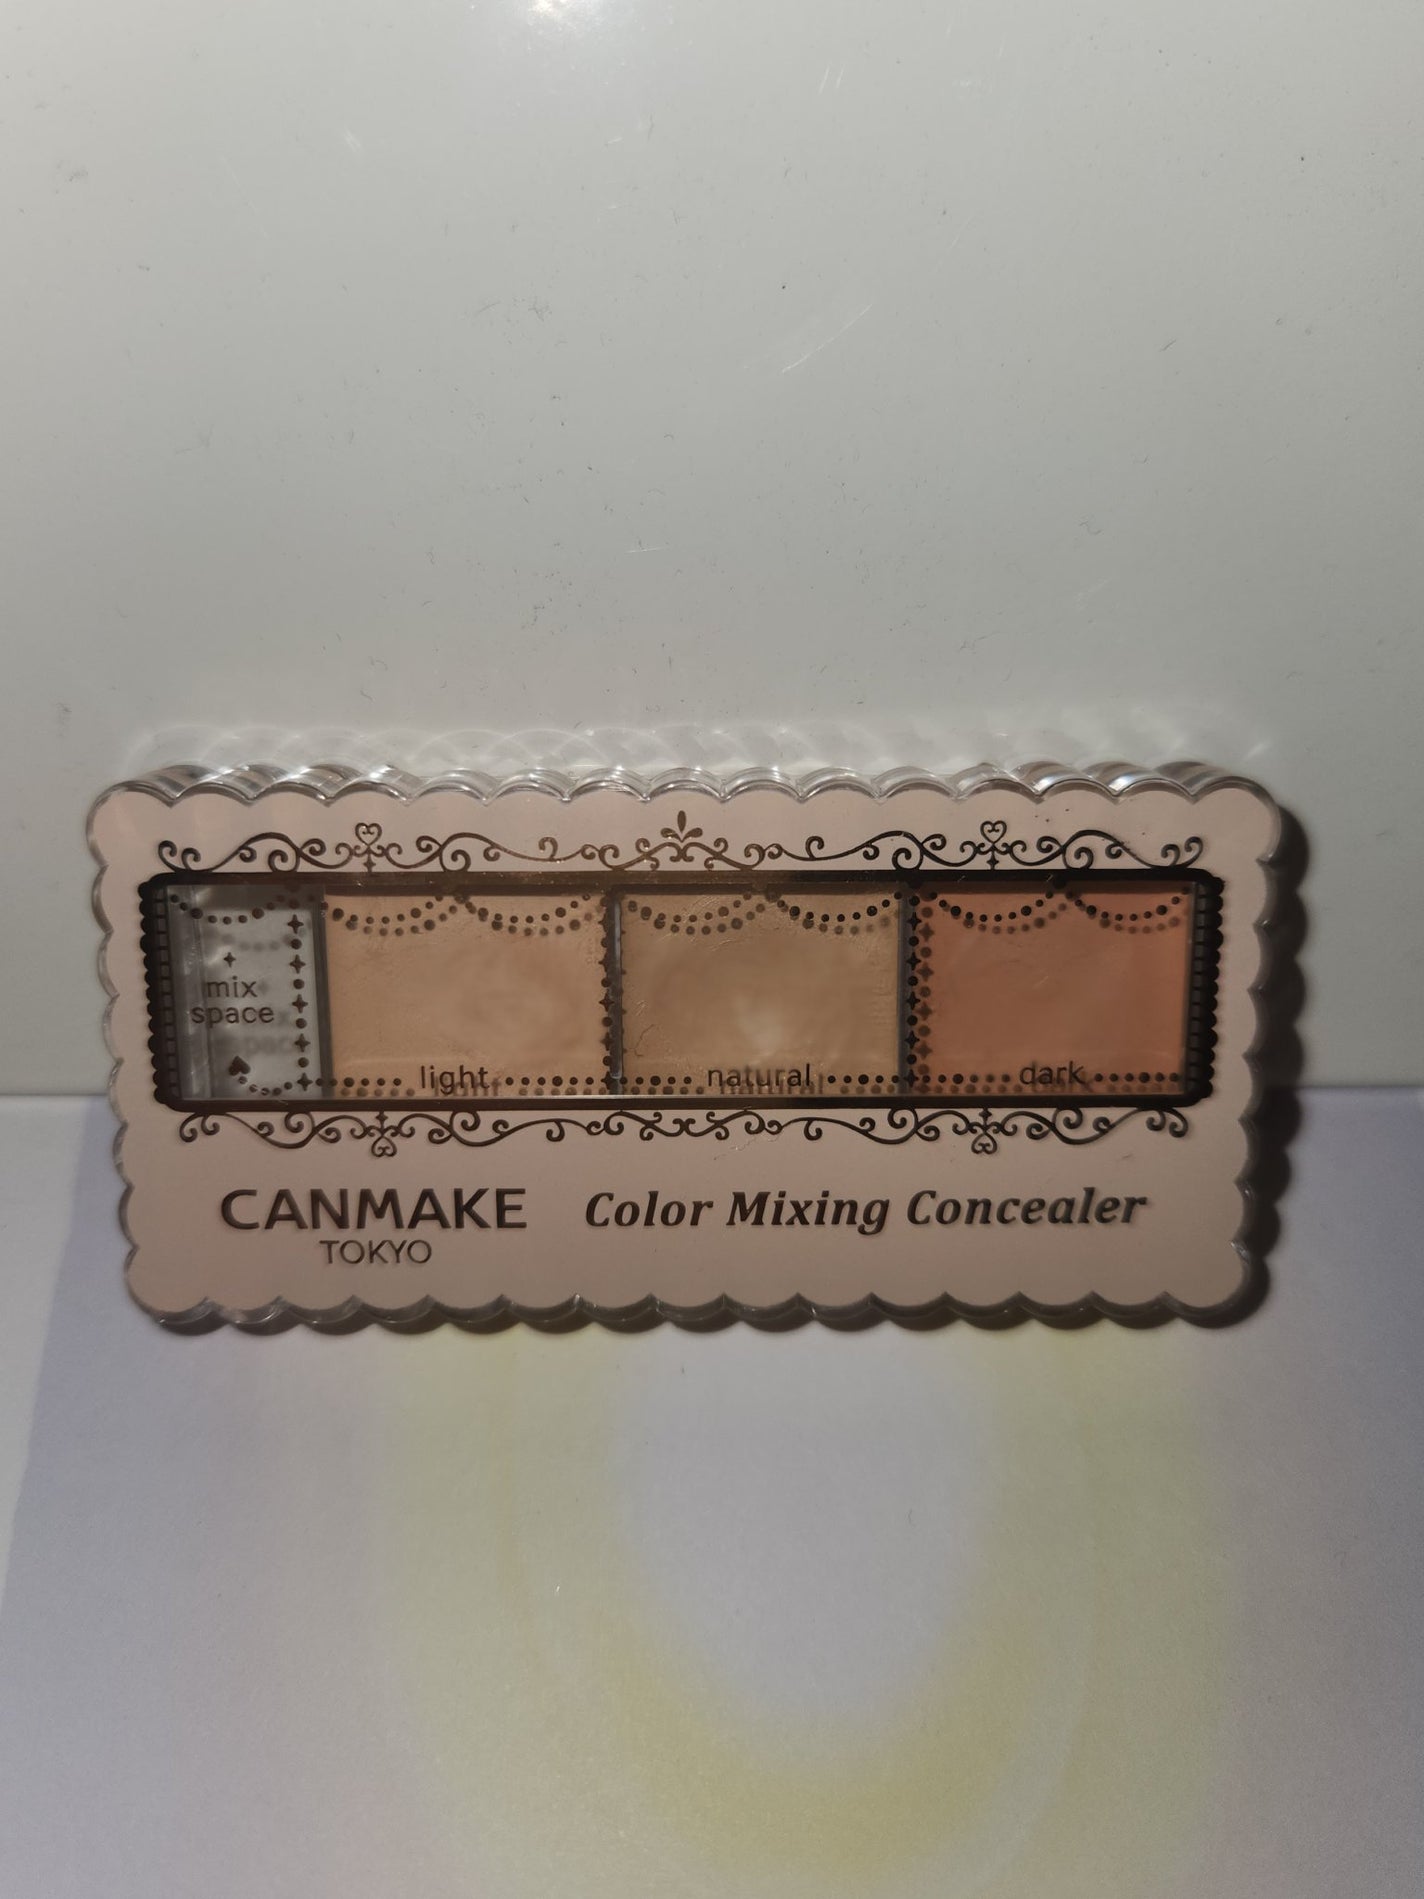 mix
space
light
natural
dark
CANMAKE
TOKYO
Color Mixing Concealer